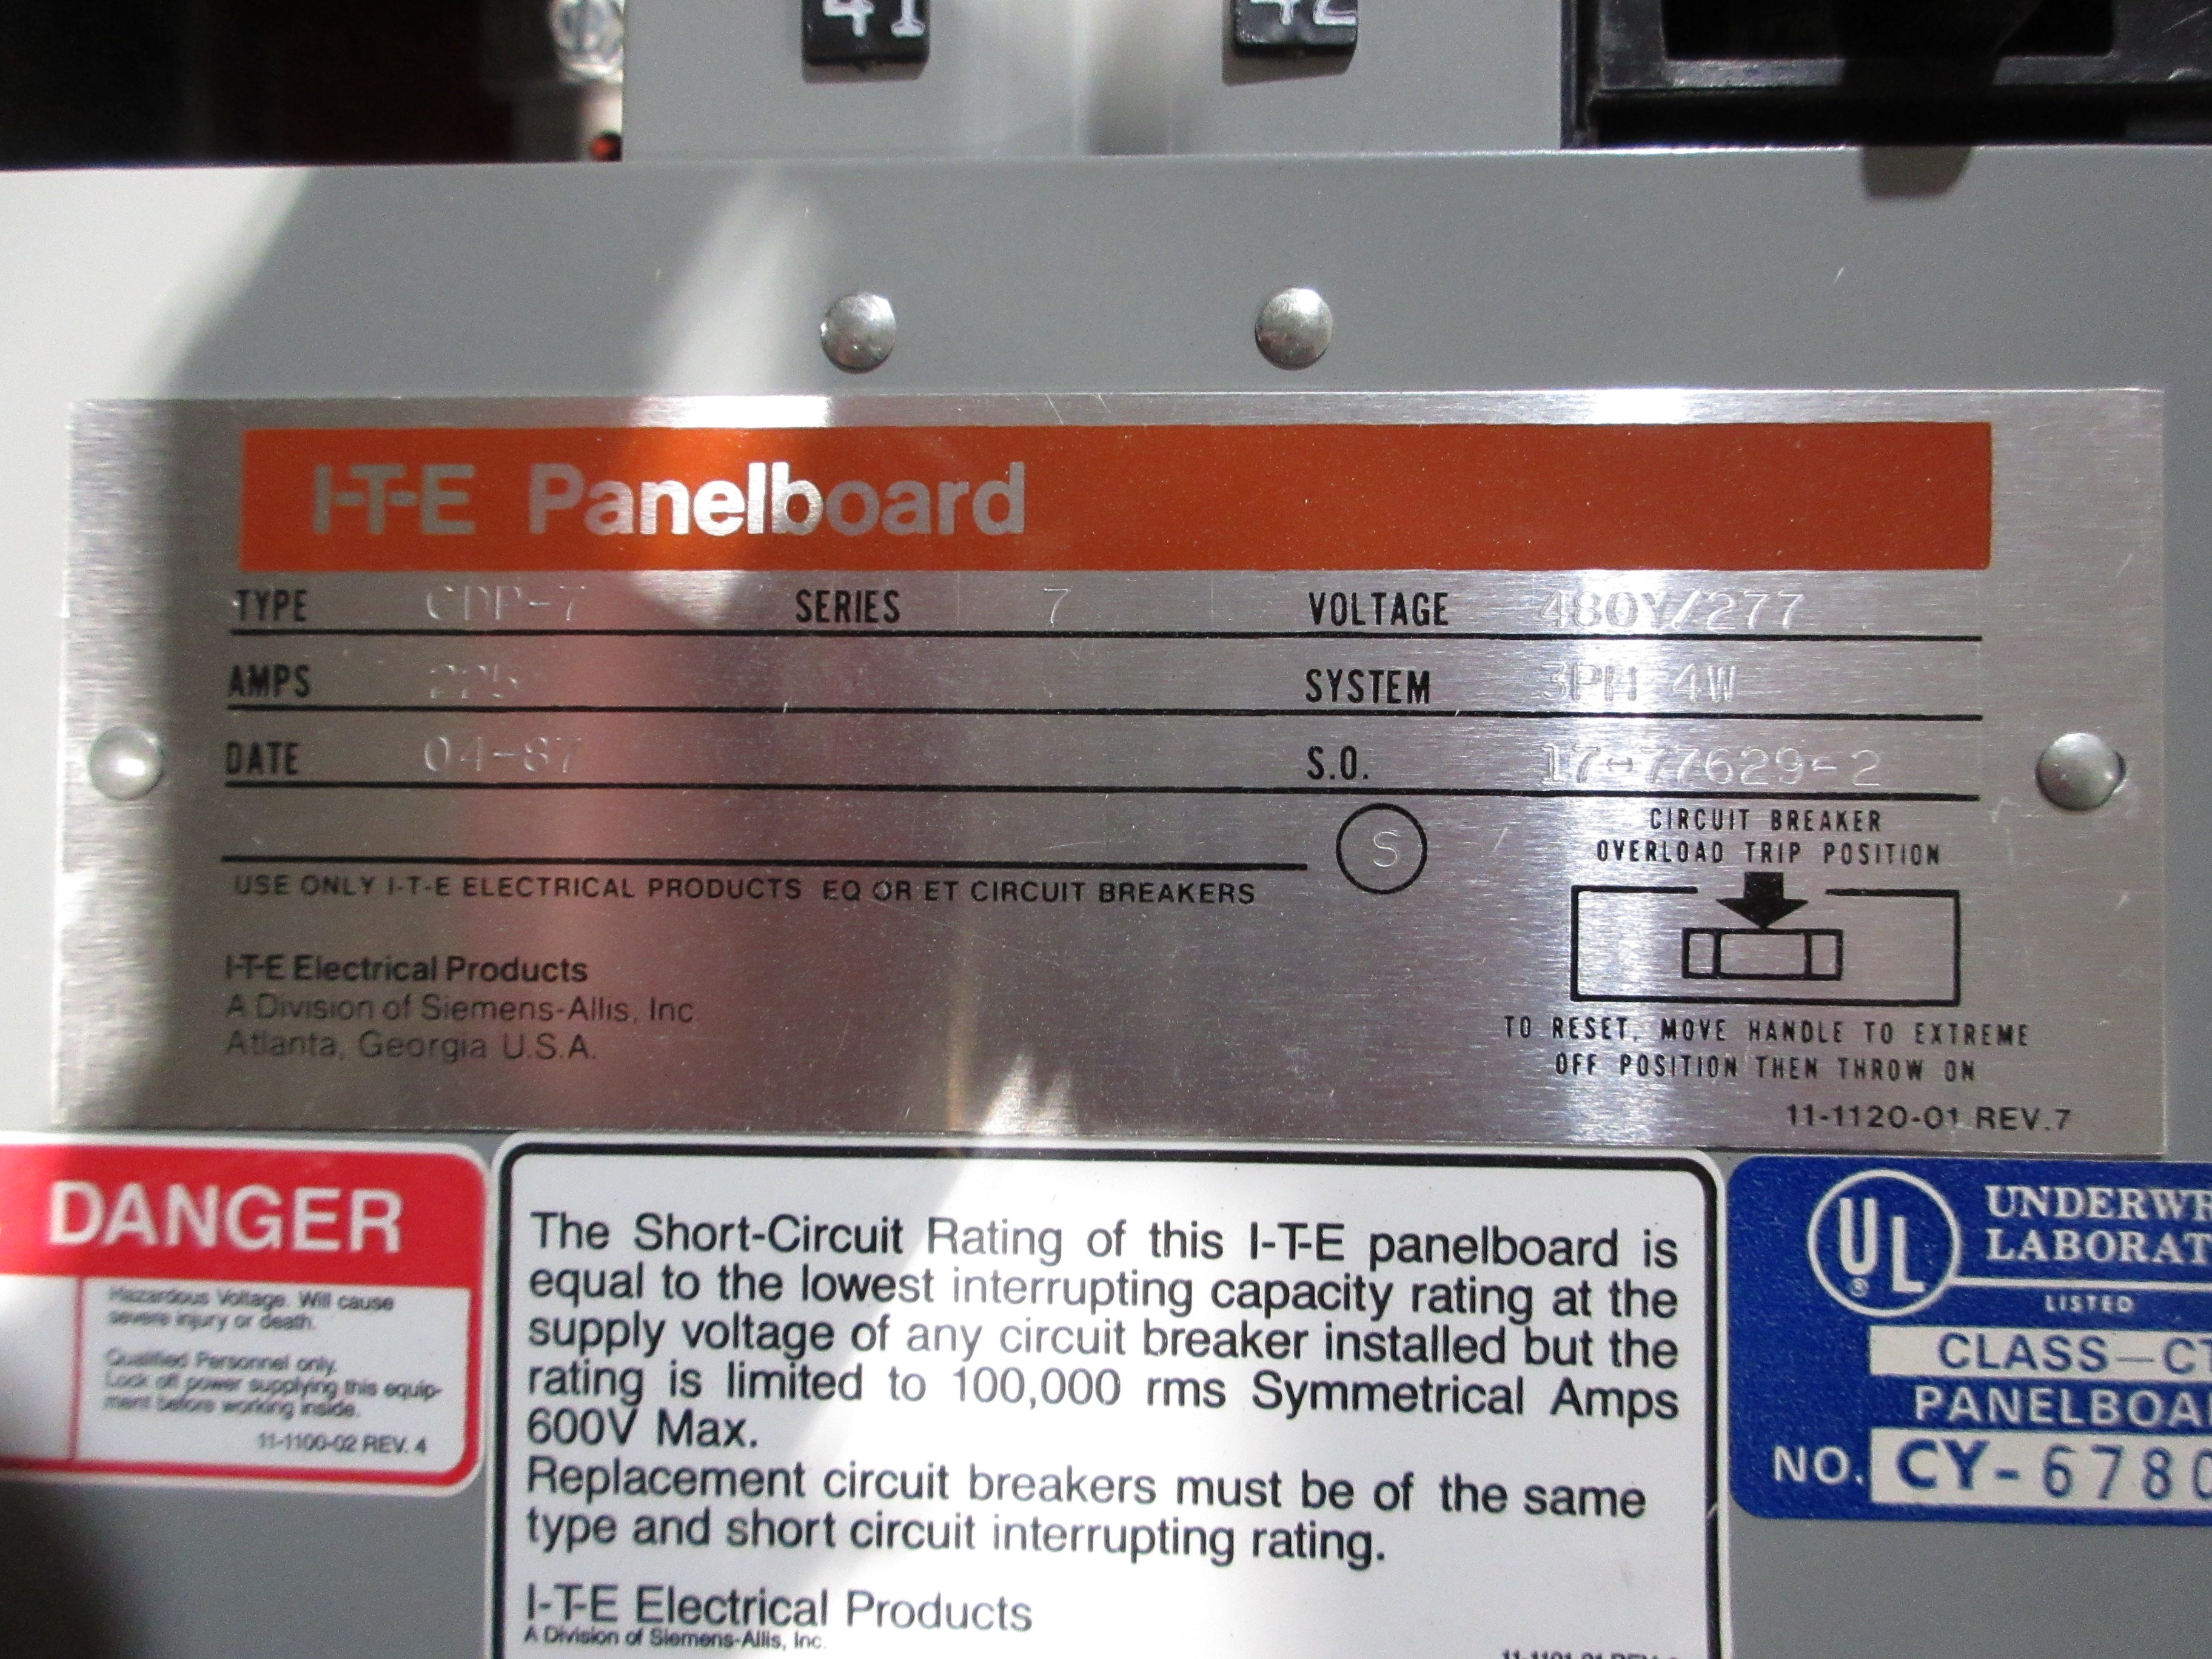 41 42
I-T-E Panelboard
TYPE CDP-7 SERIES 7 VOLTAGE 480Y/277
AMPS 225 SYSTEM 3PH 4W
DATE 04-87 S.O. 17-77629-2
S
CIRCUIT BREAKER
OVERLOAD TRIP POSITION
USE ONLY I-T-E ELECTRICAL PRODUCTS EQ OR ET CIRCUIT BREAKERS
I-T-E Electrical Products
A Division of Siemens-Allis, Inc
Atlanta, Georgia U.S.A.
TO RESET, MOVE HANDLE TO EXTREME
OFF POSITION THEN THROW ON
11-1120-01 REV.7
DANGER
Hazardous Voltage. Will cause
severe injury or death.
Qualified Personnel only.
Lock off power supplying this equip-
ment before working inside.
11-1100-02 REV. 4
The Short-Circuit Rating of this I-T-E panelboard is
equal to the lowest interrupting capacity rating at the
supply voltage of any circuit breaker installed but the
rating is limited to 100,000 rms Symmetrical Amps
600V Max.
Replacement circuit breakers must be of the same
type and short circuit interrupting rating.
I-T-E Electrical Products
A Division of Siemens-Allis, Inc.
UL ®
UNDERWR
LABORAT
LISTED
CLASS—CT
PANELBOA
NO. CY-6780